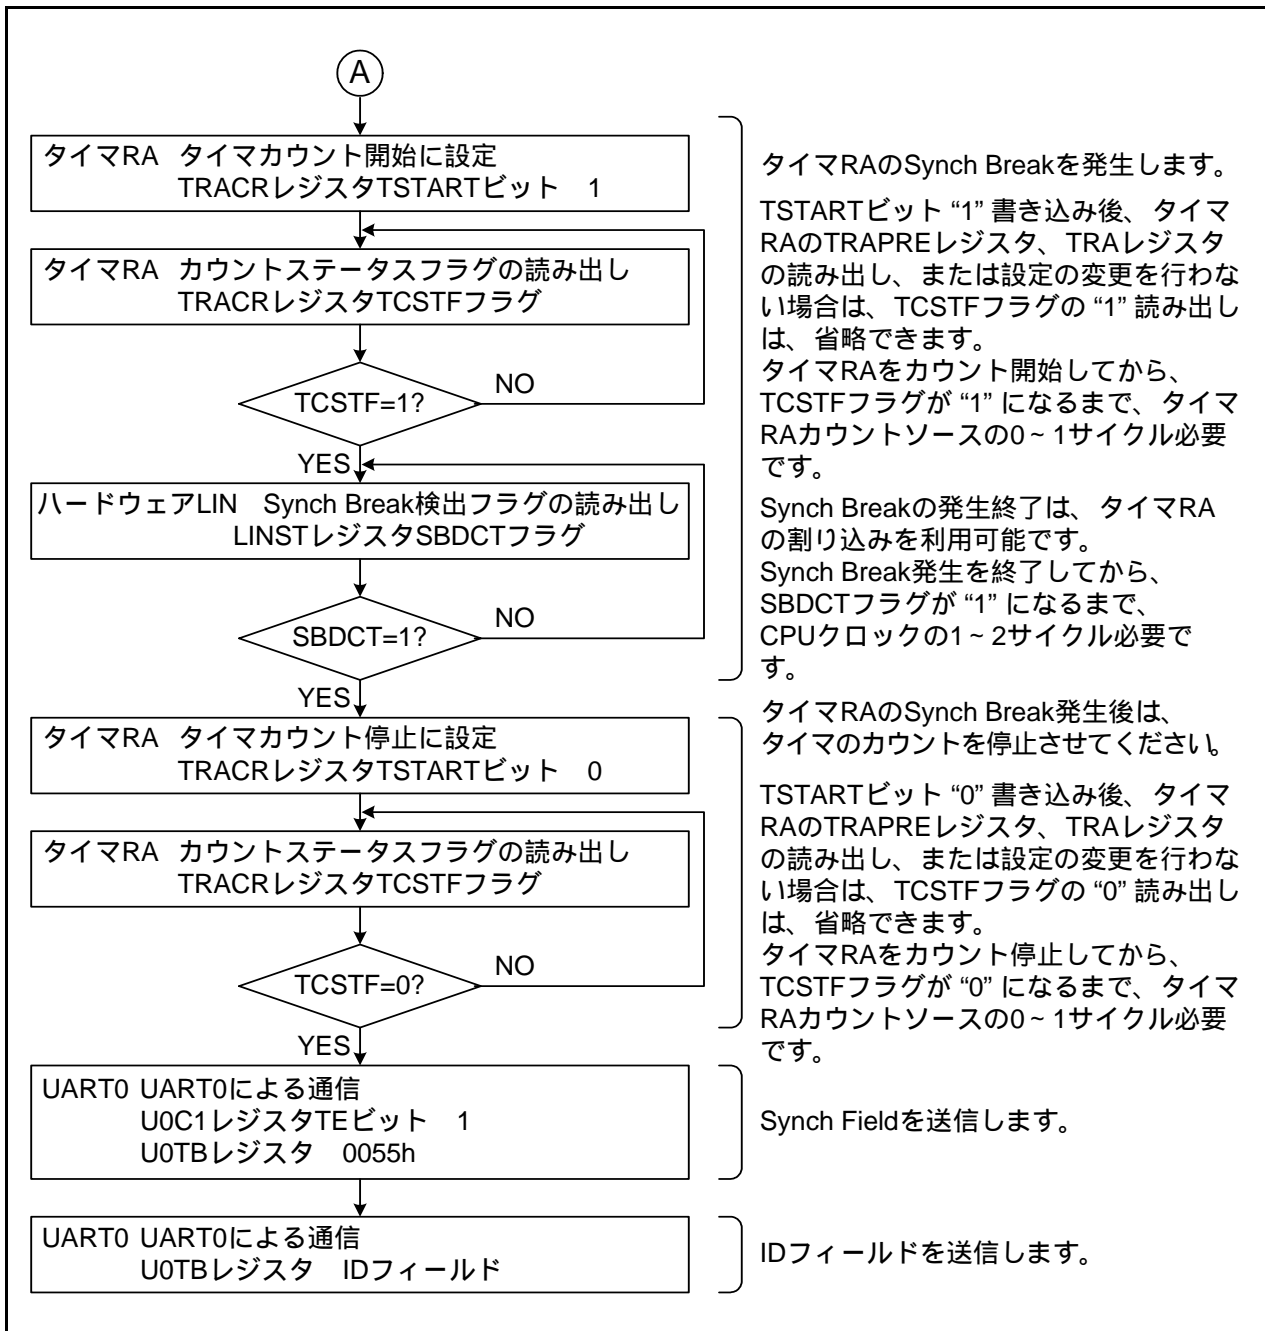 A
タイマRA タイマカウント開始に設定
TRACRレジスタTSTARTビット 1
タイマRA カウントステータスフラグの読み出し
TRACRレジスタTCSTFフラグ
TCSTF=1?
NO
YES
ハードウェアLIN Synch Break検出フラグの読み出し
LINSTレジスタSBDCTフラグ
SBDCT=1?
NO
YES
タイマRAのSynch Breakを発生します。
TSTARTビット “1” 書き込み後、タイマ
RAのTRAPREレジスタ、TRAレジスタ
の読み出し、または設定の変更を行わな
い場合は、TCSTFフラグの “1” 読み出し
は、省略できます。
タイマRAをカウント開始してから、
TCSTFフラグが “1” になるまで、タイマ
RAカウントソースの0~1サイクル必要
です。
Synch Breakの発生終了は、タイマRA
の割り込みを利用可能です。
Synch Break発生を終了してから、
SBDCTフラグが “1” になるまで、
CPUクロックの1~2サイクル必要で
す。
タイマRA タイマカウント停止に設定
TRACRレジスタTSTARTビット 0
タイマRA カウントステータスフラグの読み出し
TRACRレジスタTCSTFフラグ
TCSTF=0?
NO
YES
タイマRAのSynch Break発生後は、
タイマのカウントを停止させてください。
TSTARTビット “0” 書き込み後、タイマ
RAのTRAPREレジスタ、TRAレジスタ
の読み出し、または設定の変更を行わな
い場合は、TCSTFフラグの “0” 読み出し
は、省略できます。
タイマRAをカウント停止してから、
TCSTFフラグが “0” になるまで、タイマ
RAカウントソースの0~1サイクル必要
です。
UART0 UART0による通信
U0C1レジスタTEビット 1
U0TBレジスタ 0055h
Synch Fieldを送信します。
UART0 UART0による通信
U0TBレジスタ IDフィールド
IDフィールドを送信します。